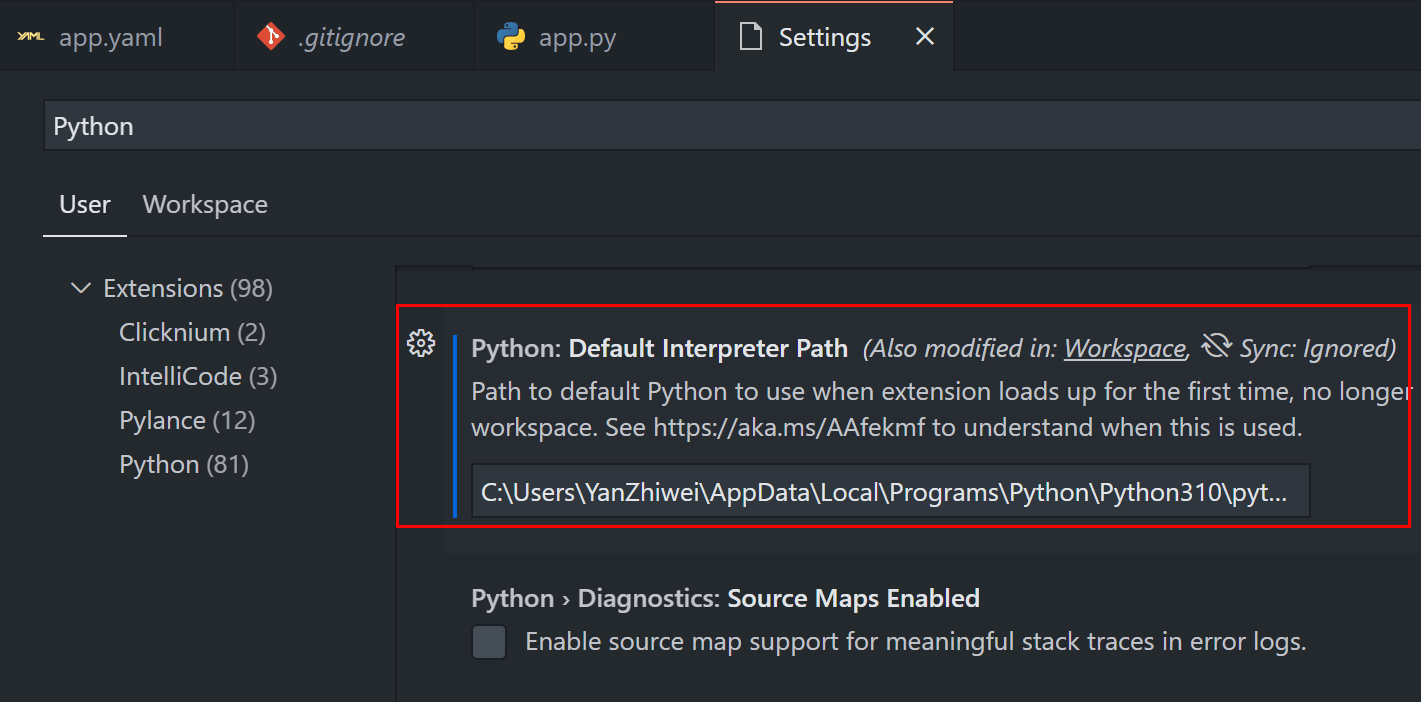 YAML app.yaml .gitignore app.py Settings
Python
User Workspace
Extensions (98)
Clicknium (2)
IntelliCode (3)
Pylance (12)
Python (81)
Python: Default Interpreter Path (Also modified in: Workspace, Sync: Ignored)
Path to default Python to use when extension loads up for the first time, no longer
workspace. See https://aka.ms/AAfekmf to understand when this is used.
C:\Users\YanZhiwei\AppData\Local\Programs\Python\Python310\pyt...
Python › Diagnostics: Source Maps Enabled
Enable source map support for meaningful stack traces in error logs.